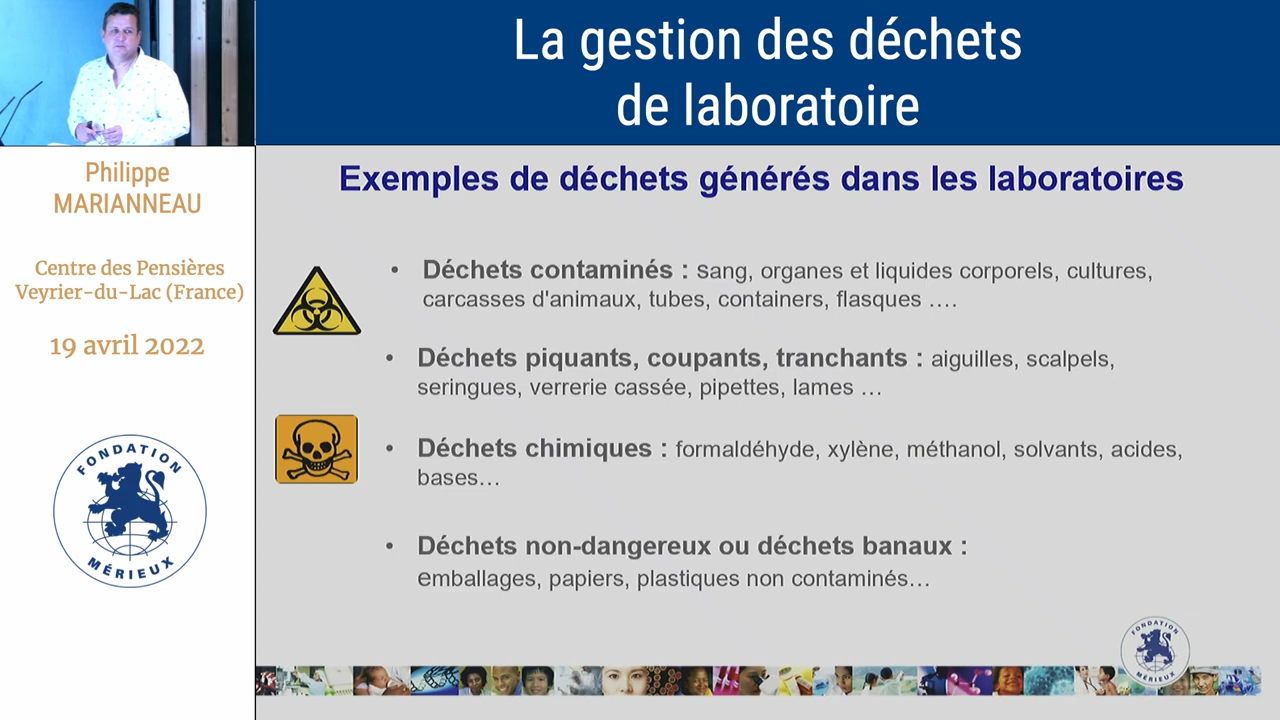 La gestion des déchets
de laboratoire
Philippe
MARIANNEAU
Centre des Pensières
Veyrier-du-Lac (France)
19 avril 2022
FONDATION
MÉRIEUX
Exemples de déchets générés dans les laboratoires
• Déchets contaminés : sang, organes et liquides corporels, cultures,
carcasses d'animaux, tubes, containers, flasques ….
• Déchets piquants, coupants, tranchants : aiguilles, scalpels,
seringues, verrerie cassée, pipettes, lames …
• Déchets chimiques : formaldéhyde, xylène, méthanol, solvants, acides,
bases…
• Déchets non-dangereux ou déchets banaux :
emballages, papiers, plastiques non contaminés…
FONDATION
MÉRIEUX